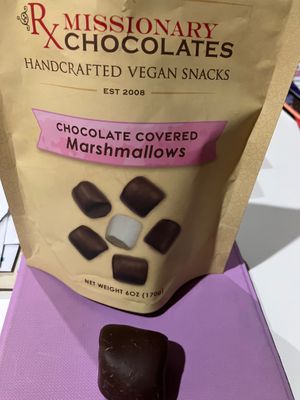 Rx MISSIONARY
CHOCOLATES
HANDCRAFTED VEGAN SNACKS
EST 2008
CHOCOLATE COVERED
Marshmallows
NET WEIGHT 6OZ (170G)